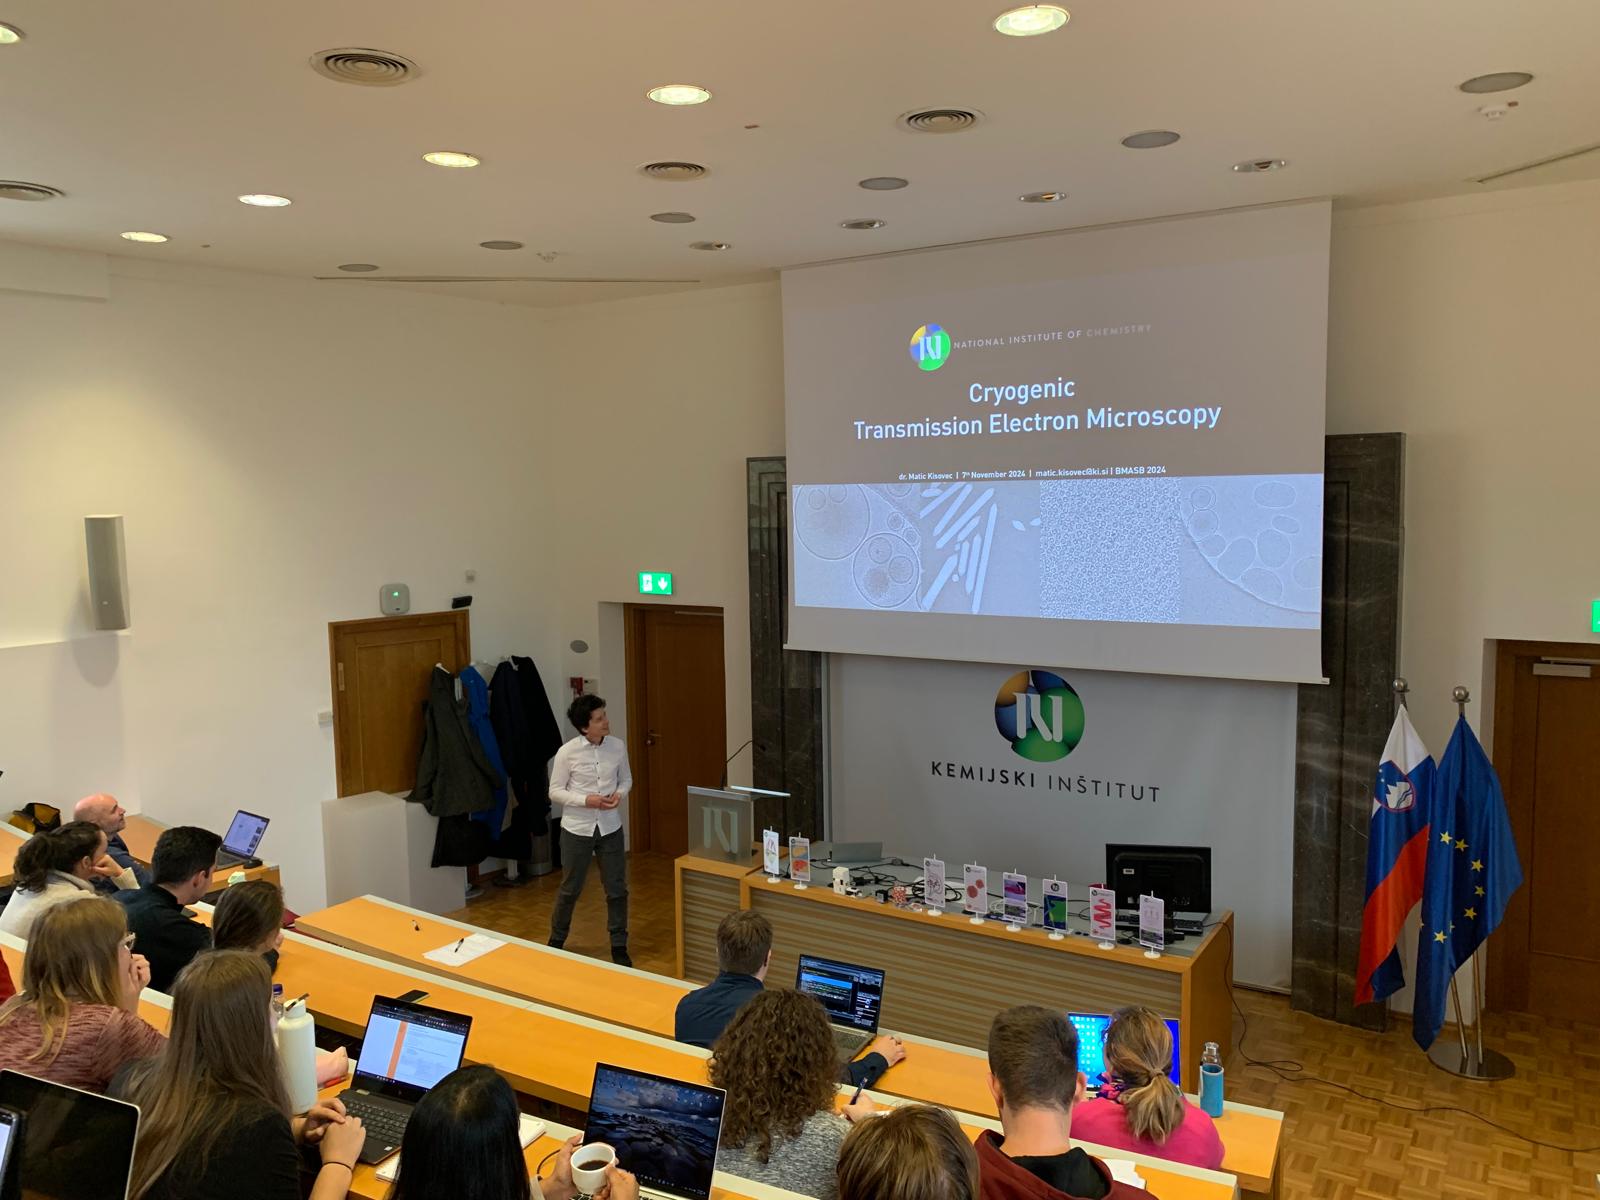 NATIONAL INSTITUTE OF CHEMISTRY
Cryogenic
Transmission Electron Microscopy
dr. Matic Kisovec | 7th November 2024 | matic.kisovec@ki.si | BMASB 2024
KEMIJSKI INŠTITUT